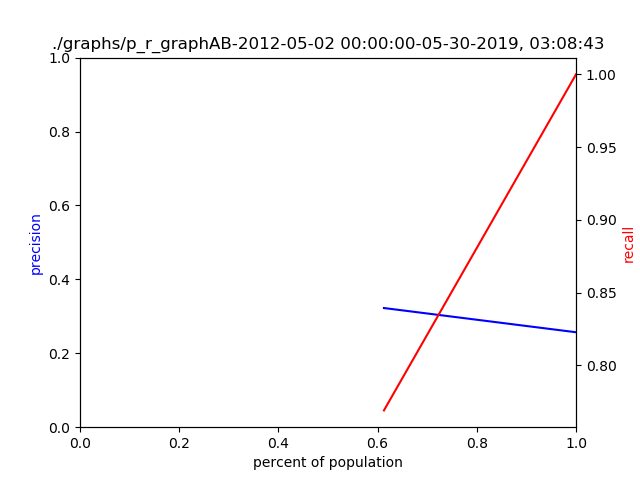 ./graphs/p_r_graphAB-2012-05-02 00:00:00-05-30-2019, 03:08:43
1.0
0.8
0.6
0.4
0.2
0.0
precision
1.00
0.95
0.90
0.85
0.80
recall
0.0 0.2 0.4 0.6 0.8 1.0
percent of population